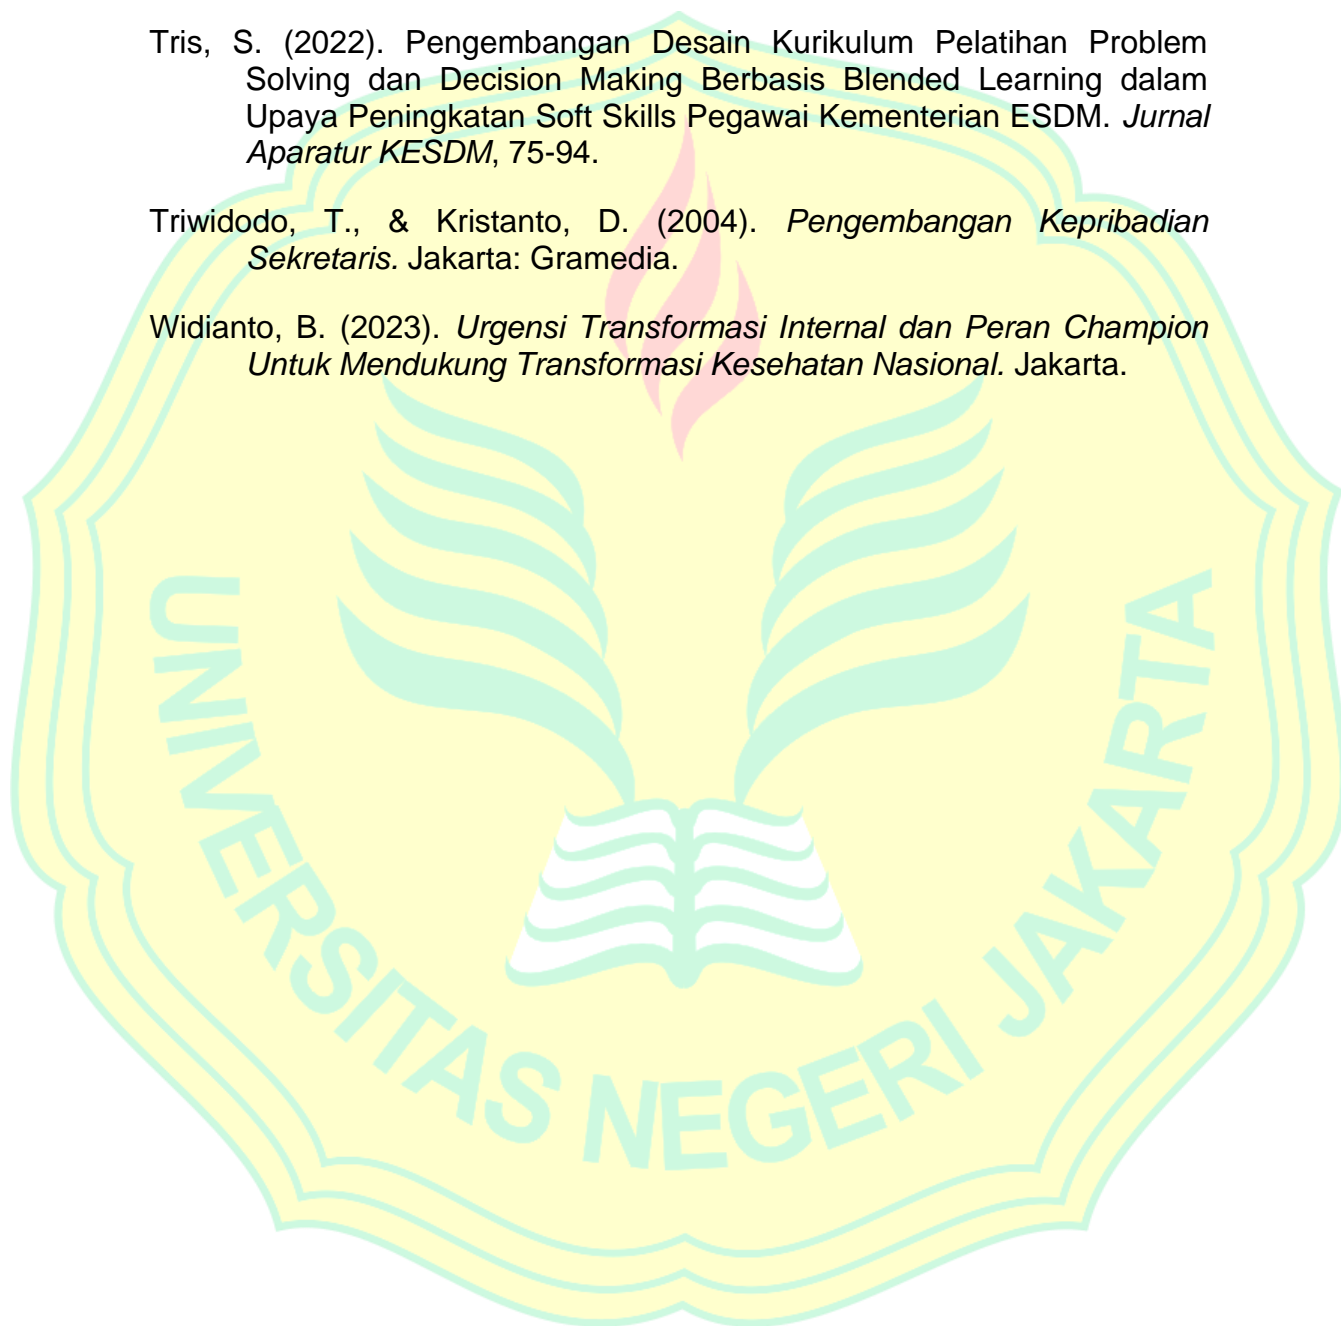 Tris, S. (2022). Pengembangan Desain Kurikulum Pelatihan Problem
Solving dan Decision Making Berbasis Blended Learning dalam
Upaya Peningkatan Soft Skills Pegawai Kementerian ESDM. Jurnal
Aparatur KESDM, 75-94.
Triwidodo, T., & Kristanto, D. (2004). Pengembangan Kepribadian
Sekretaris. Jakarta: Gramedia.
Widianto, B. (2023). Urgensi Transformasi Internal dan Peran Champion
Untuk Mendukung Transformasi Kesehatan Nasional. Jakarta.
UNIVERSITAS NEGERI JAKARTA